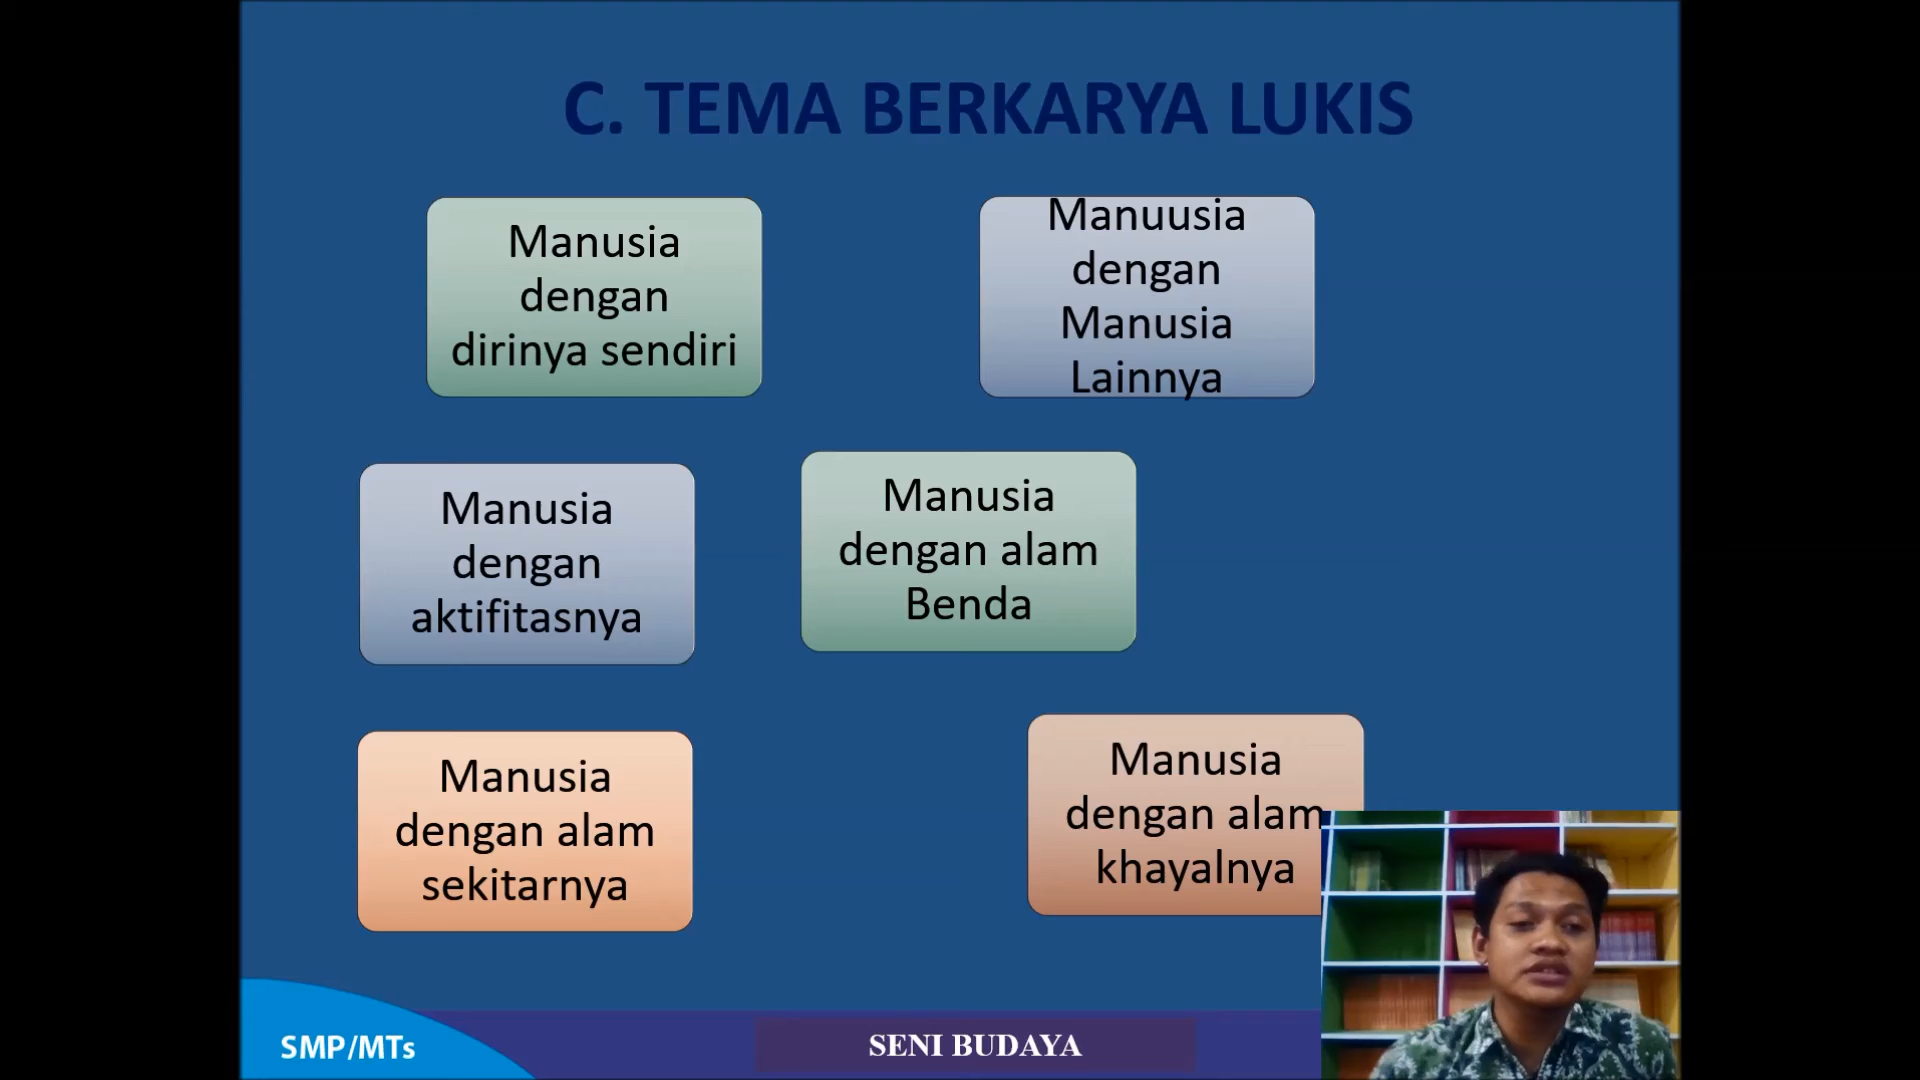 C. TEMA BERKARYA LUKIS
Manusia
dengan
dirinya sendiri
Manuusia
dengan
Manusia
Lainnya
Manusia
dengan
aktifitasnya
Manusia
dengan alam
Benda
Manusia
dengan alam
sekitarnya
Manusia
dengan alam
khayalnya
SMP/MTs
SENI BUDAYA